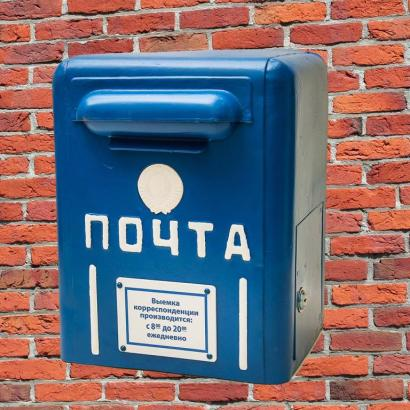 ПОЧТА
Выемка
корреспонденции
производится:
с 8⁰⁰ до 20⁰⁰
ежедневно